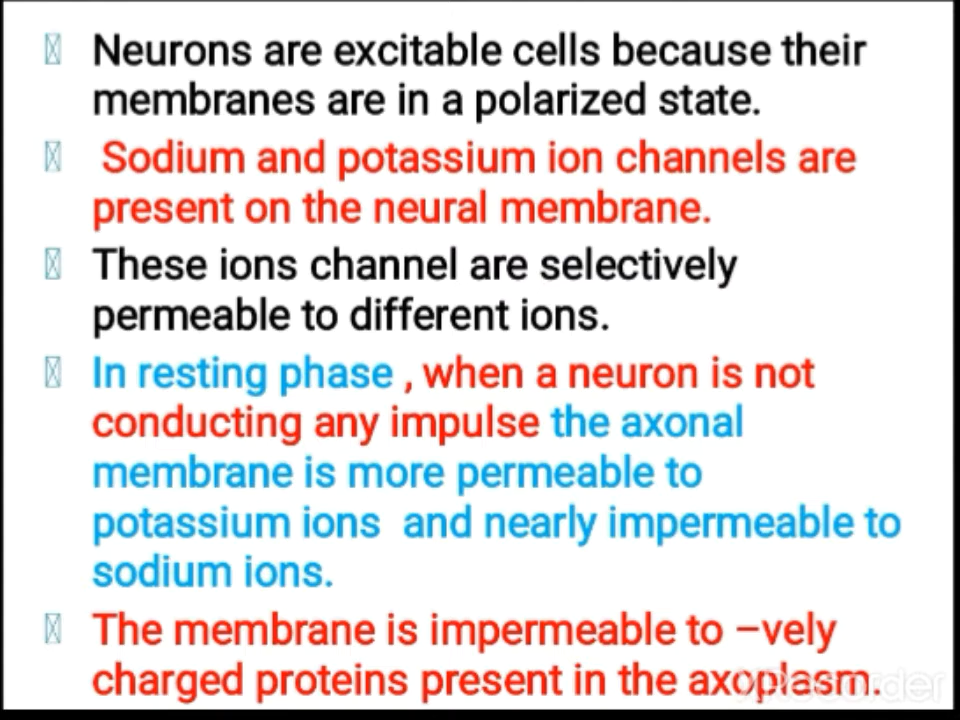 Neurons are excitable cells because their
membranes are in a polarized state.
Sodium and potassium ion channels are
present on the neural membrane.
These ions channel are selectively
permeable to different ions.
In resting phase , when a neuron is not
conducting any impulse the axonal
membrane is more permeable to
potassium ions and nearly impermeable to
sodium ions.
The membrane is impermeable to –vely
charged proteins present in the axoplasm.
XRecorder